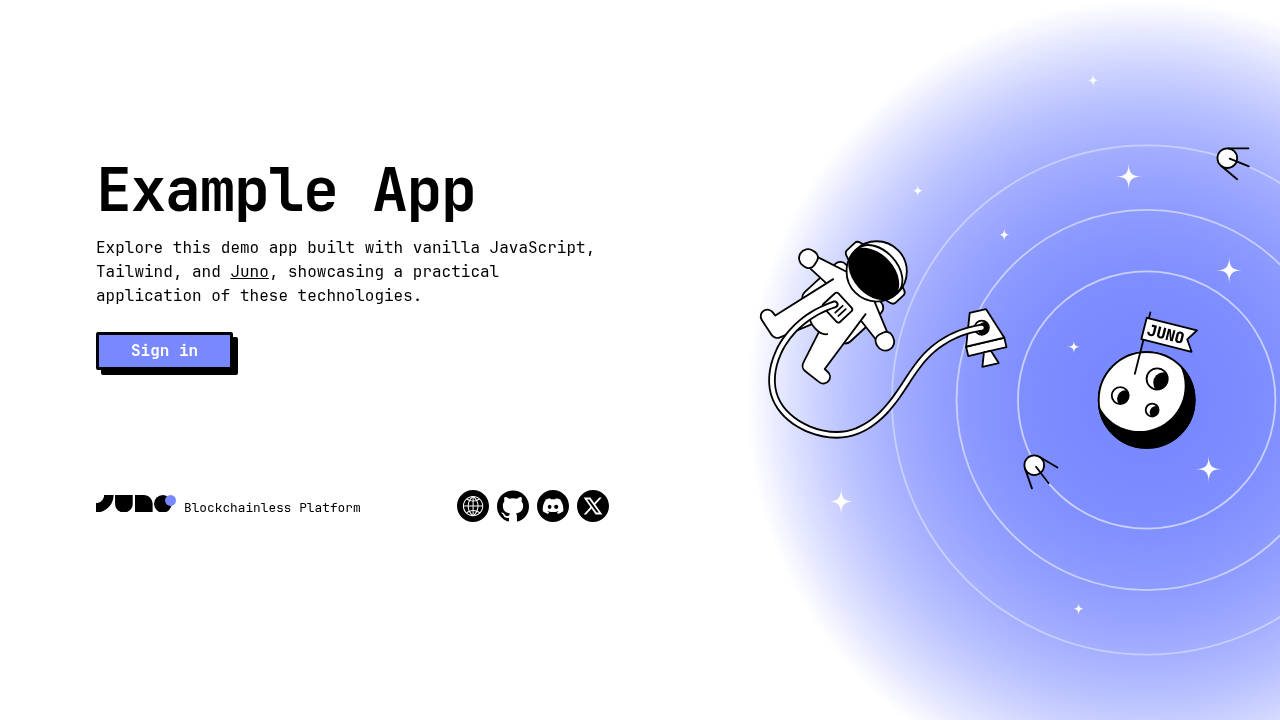 Example App
Explore this demo app built with vanilla JavaScript,
Tailwind, and Juno, showcasing a practical
application of these technologies.
Sign in
JUNO
JUNO Blockchainless Platform